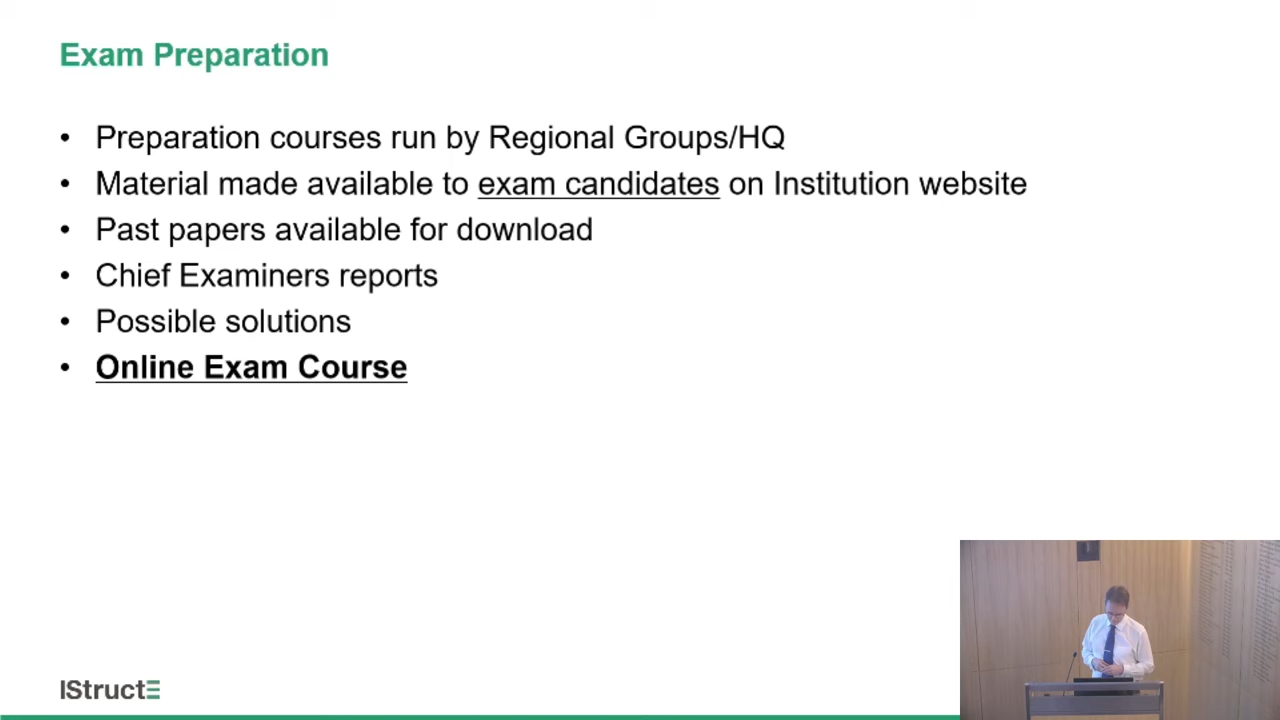 Exam Preparation
• Preparation courses run by Regional Groups/HQ
• Material made available to exam candidates on Institution website
• Past papers available for download
• Chief Examiners reports
• Possible solutions
• Online Exam Course
IStructE